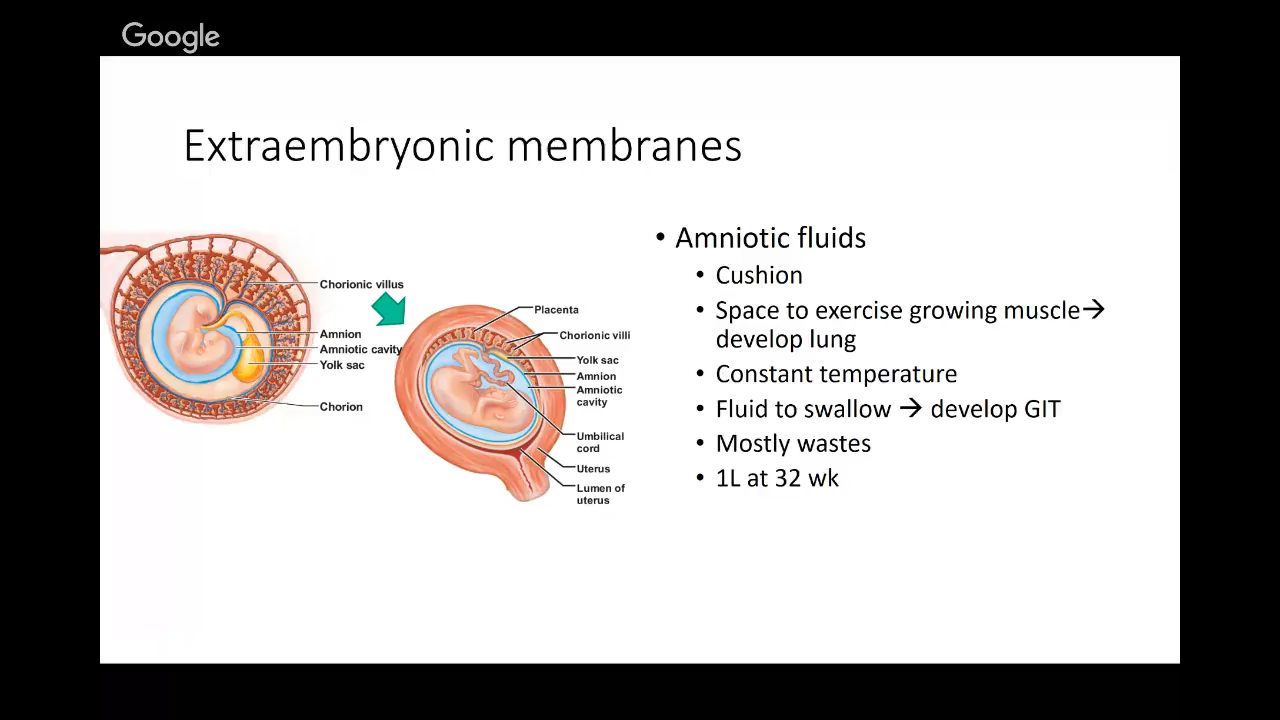 Google
Extraembryonic membranes
Chorionic villus
Amnion
Amniotic cavity
Yolk sac
Chorion
Placenta
Chorionic villi
Yolk sac
Amnion
Amniotic
cavity
Umbilical
cord
Uterus
Lumen of
uterus
• Amniotic fluids
• Cushion
• Space to exercise growing muscle→
develop lung
• Constant temperature
• Fluid to swallow → develop GIT
• Mostly wastes
• 1L at 32 wk